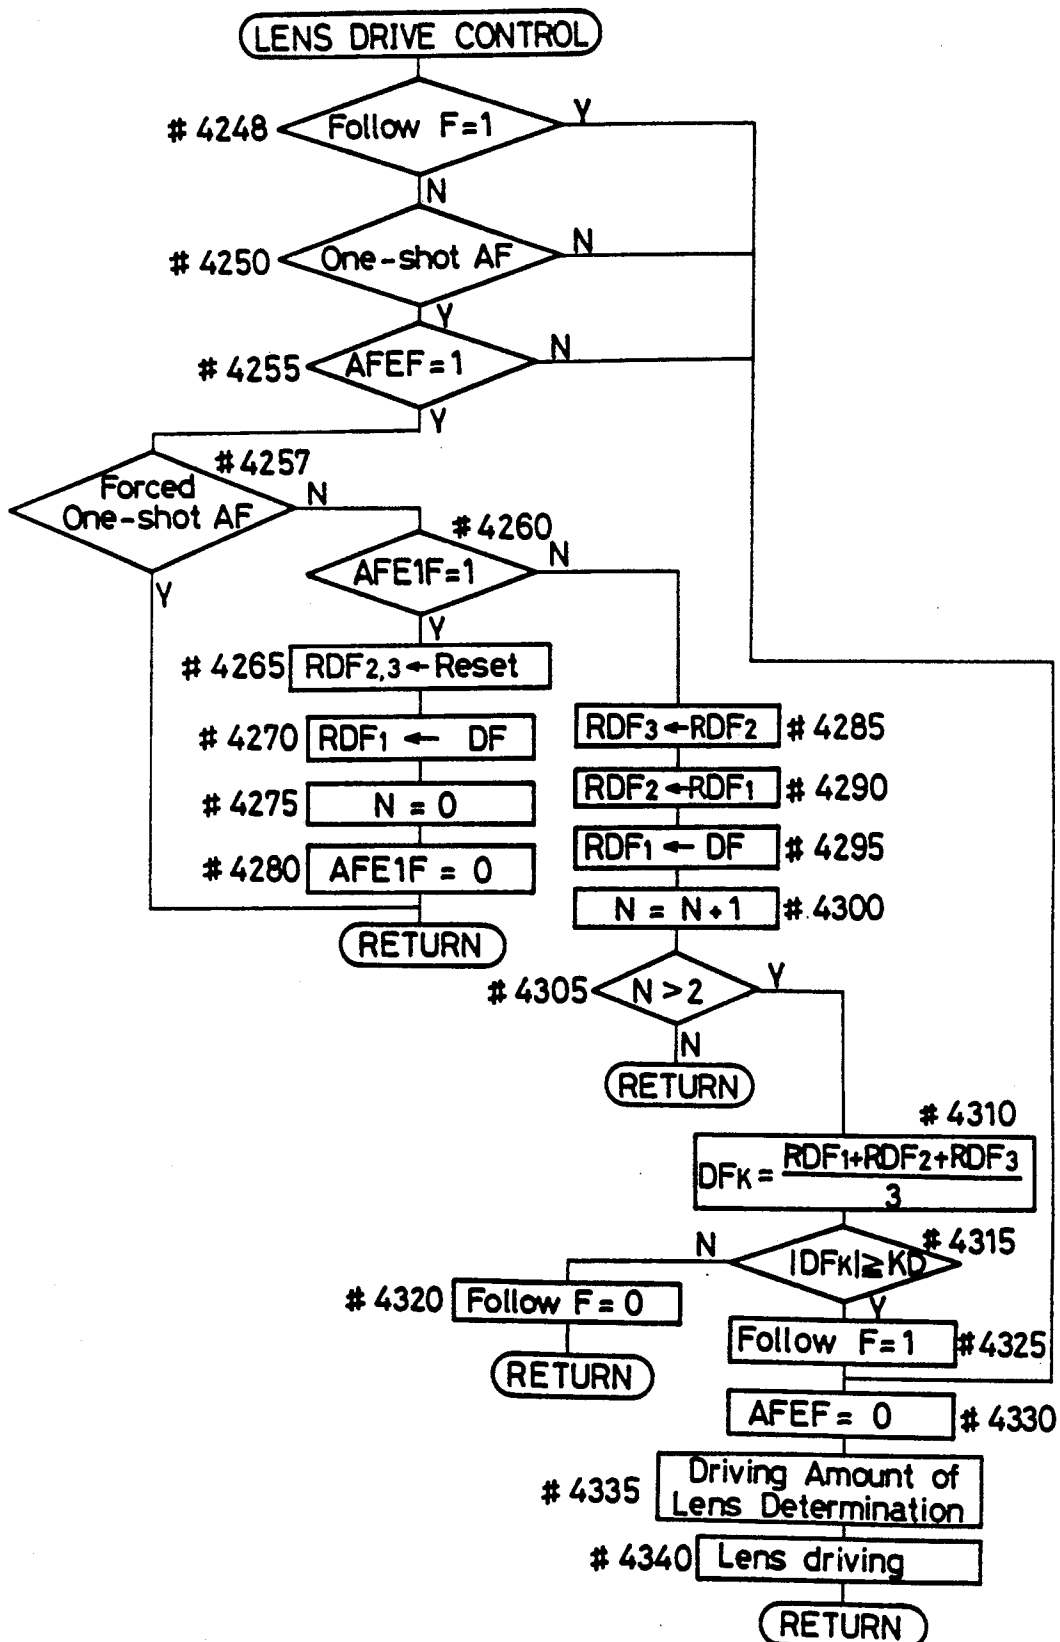 LENS DRIVE CONTROL
# 4248
Follow F=1
Y
N
# 4250
One-shot AF
N
Y
# 4255
AFEF=1
N
Y
# 4257
Forced
One-shot AF
N
Y
# 4260
AFE1F=1
N
Y
# 4265
RDF2,3←Reset
# 4270
RDF1 ← DF
# 4275
N = 0
# 4280
AFE1F = 0
RETURN
RDF3←RDF2
# 4285
RDF2←RDF1
# 4290
RDF1 ← DF
# 4295
N = N+1
# 4300
# 4305
N > 2
Y
N
RETURN
# 4310
DFK = RDF1+RDF2+RDF3
3
# 4315
|DFK|≧KD
N
Y
# 4320
Follow F=0
RETURN
Follow F=1
# 4325
AFEF = 0
# 4330
# 4335
Driving Amount of
Lens Determination
# 4340
Lens driving
RETURN